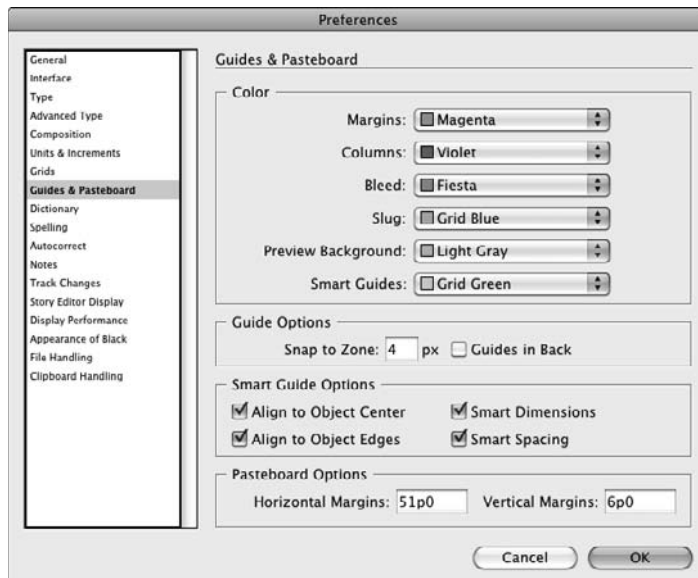 Preferences
General
Interface
Type
Advanced Type
Composition
Units & Increments
Grids
Guides & Pasteboard
Dictionary
Spelling
Autocorrect
Notes
Track Changes
Story Editor Display
Display Performance
Appearance of Black
File Handling
Clipboard Handling
Guides & Pasteboard
Color
Margins: Magenta
Columns: Violet
Bleed: Fiesta
Slug: Grid Blue
Preview Background: Light Gray
Smart Guides: Grid Green
Guide Options
Snap to Zone: 4 px Guides in Back
Smart Guide Options
Align to Object Center Smart Dimensions
Align to Object Edges Smart Spacing
Pasteboard Options
Horizontal Margins: 51p0 Vertical Margins: 6p0
Cancel OK